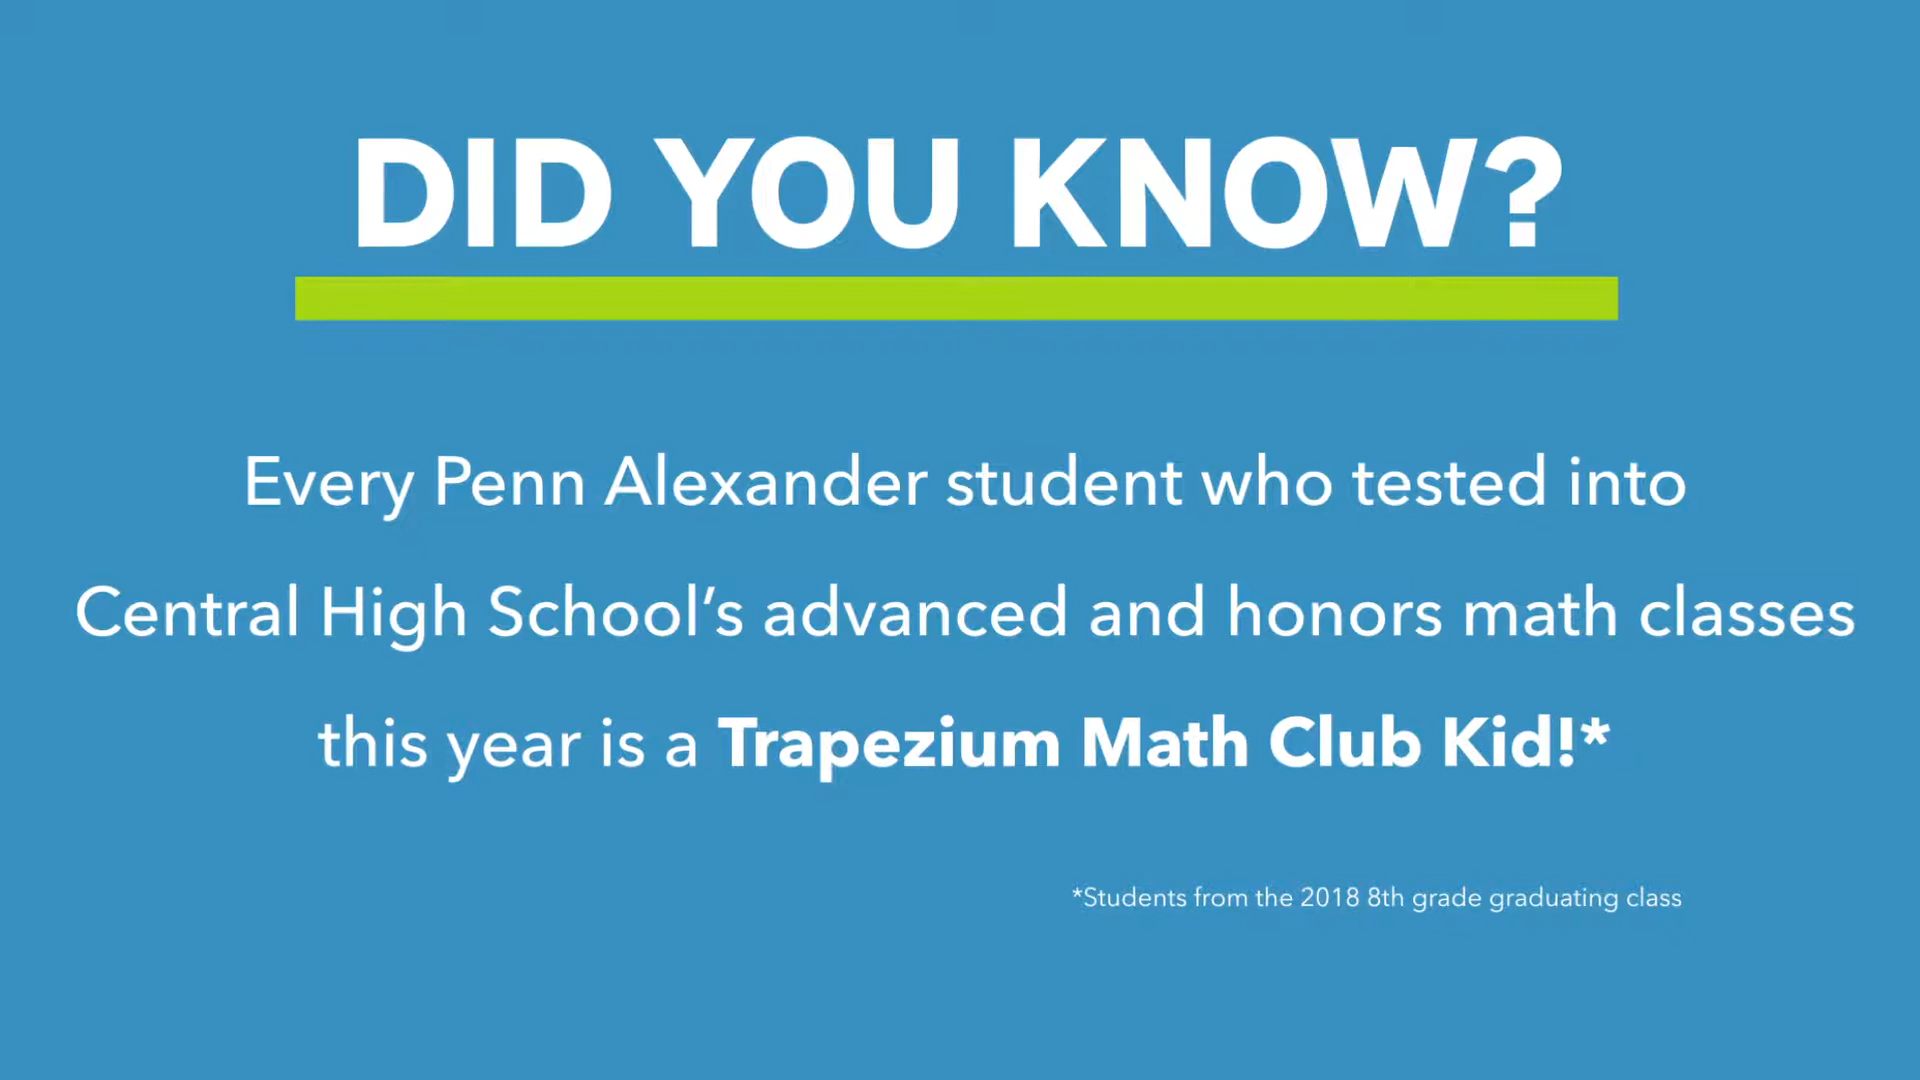 DID YOU KNOW?
Every Penn Alexander student who tested into
Central High School’s advanced and honors math classes
this year is a Trapezium Math Club Kid!*
*Students from the 2018 8th grade graduating class